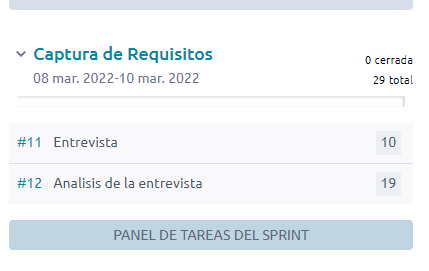 Captura de Requisitos
0 cerrada
08 mar. 2022-10 mar. 2022
29 total
#11 Entrevista 10
#12 Analisis de la entrevista 19
PANEL DE TAREAS DEL SPRINT